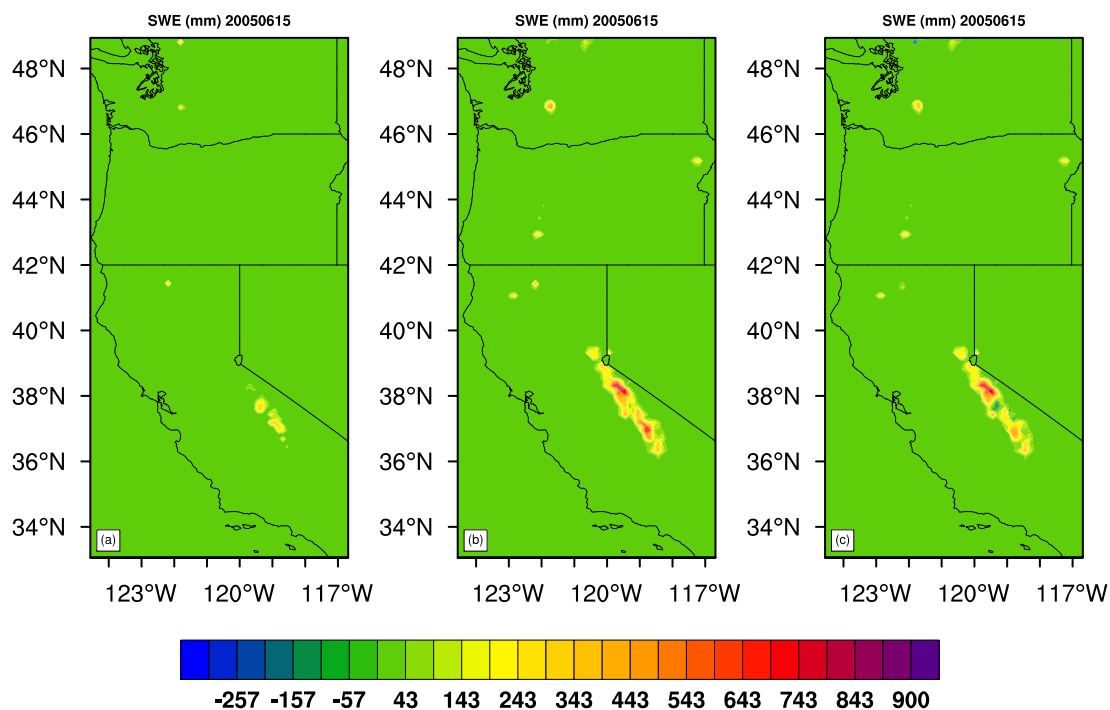 SWE (mm) 20050615
SWE (mm) 20050615
SWE (mm) 20050615
48°N
46°N
44°N
42°N
40°N
38°N
36°N
34°N
(a)
123°W 120°W 117°W
48°N
46°N
44°N
42°N
40°N
38°N
36°N
34°N
(b)
123°W 120°W 117°W
48°N
46°N
44°N
42°N
40°N
38°N
36°N
34°N
(c)
123°W 120°W 117°W
-257 -157 -57 43 143 243 343 443 543 643 743 843 900